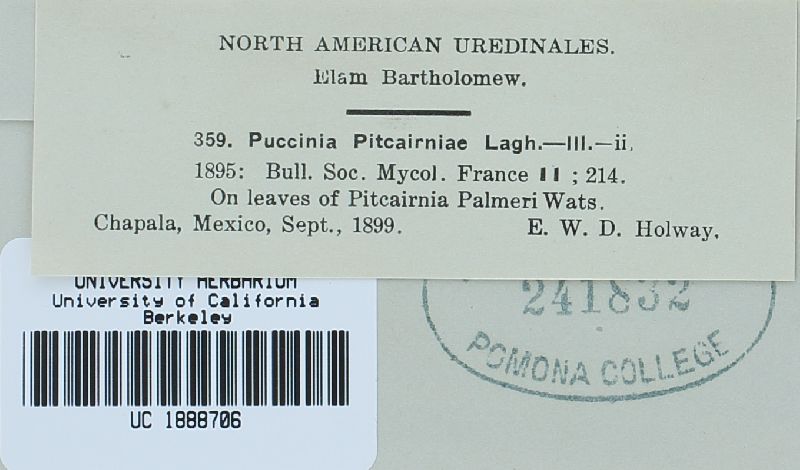 NORTH AMERICAN UREDINALES.
Elam Bartholomew.
359. Puccinia Pitcairniae Lagh.—III.—ii.
1895: Bull. Soc. Mycol. France 11 ; 214.
On leaves of Pitcairnia Palmeri Wats.
Chapala, Mexico, Sept., 1899. E. W. D. Holway.
UNIVERSITY HERBARIUM
University of California
Berkeley
UC 1888706
241832
POMONA COLLEGE